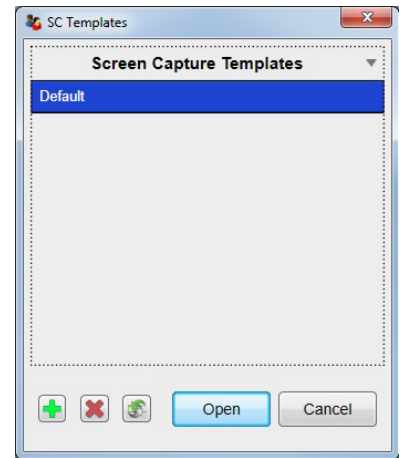 SC Templates
Screen Capture Templates
Default
Open
Cancel